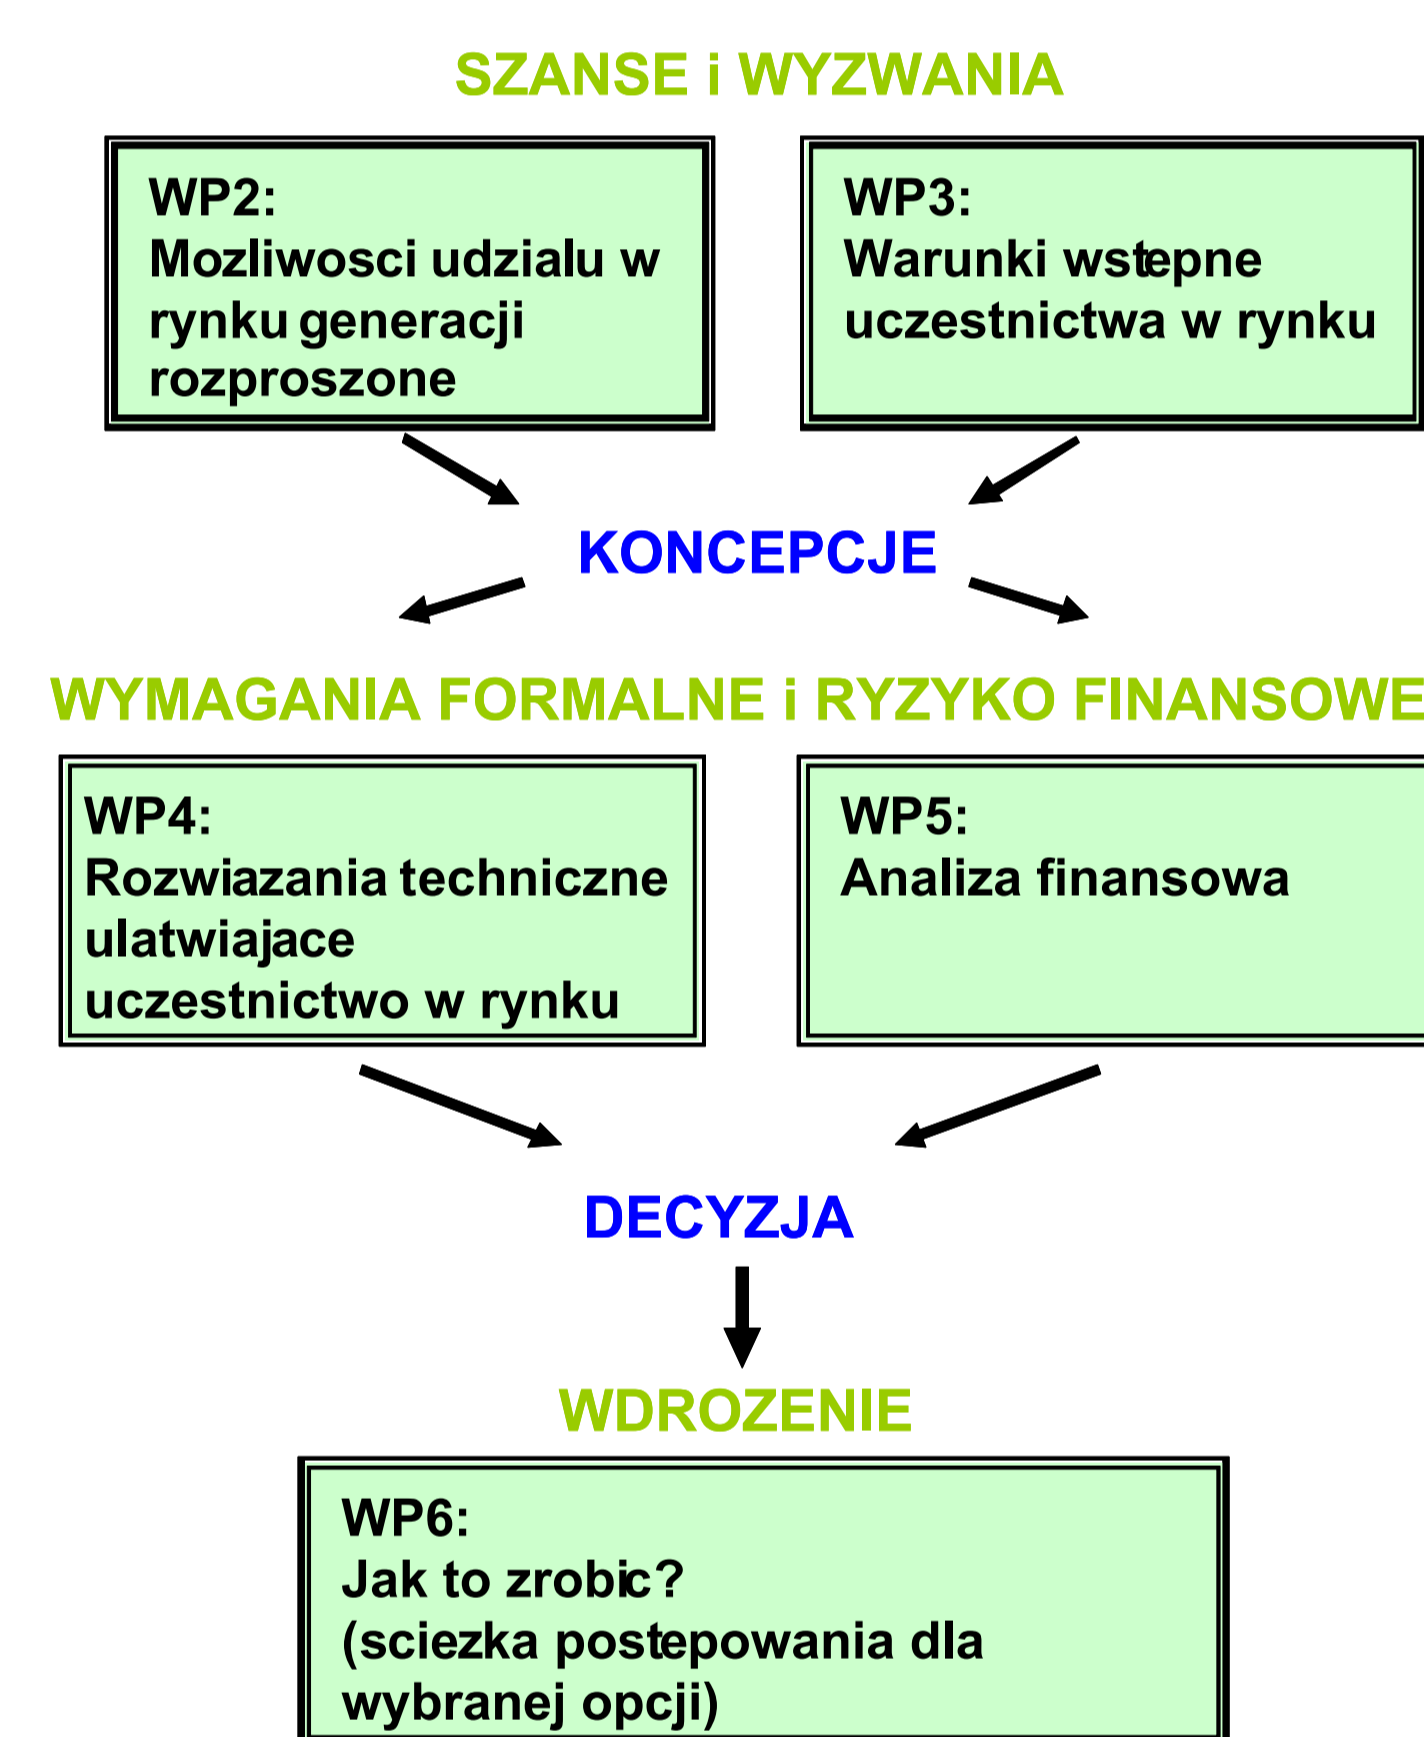 SZANSE i WYZWANIA
WP2:
Mozliwosci udzialu w
rynku generacji
rozproszone
WP3:
Warunki wstepne
uczestnictwa w rynku
KONCEPCJE
WYMAGANIA FORMALNE i RYZYKO FINANSOWE
WP4:
Rozwiazania techniczne
ulatwiajace
uczestnictwo w rynku
WP5:
Analiza finansowa
DECYZJA
WDROZENIE
WP6:
Jak to zrobic?
(sciezka postepowania dla
wybranej opcji)